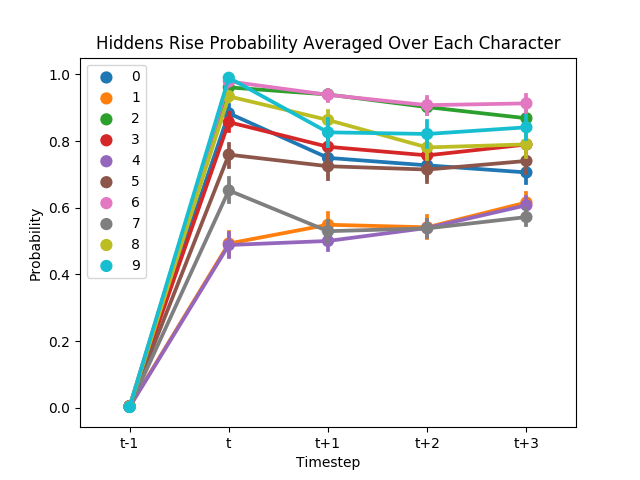 Hiddens Rise Probability Averaged Over Each Character
1.0
0.8
0.6
0.4
0.2
0.0
Probability
0
1
2
3
4
5
6
7
8
9
t-1
t
t+1
t+2
t+3
Timestep